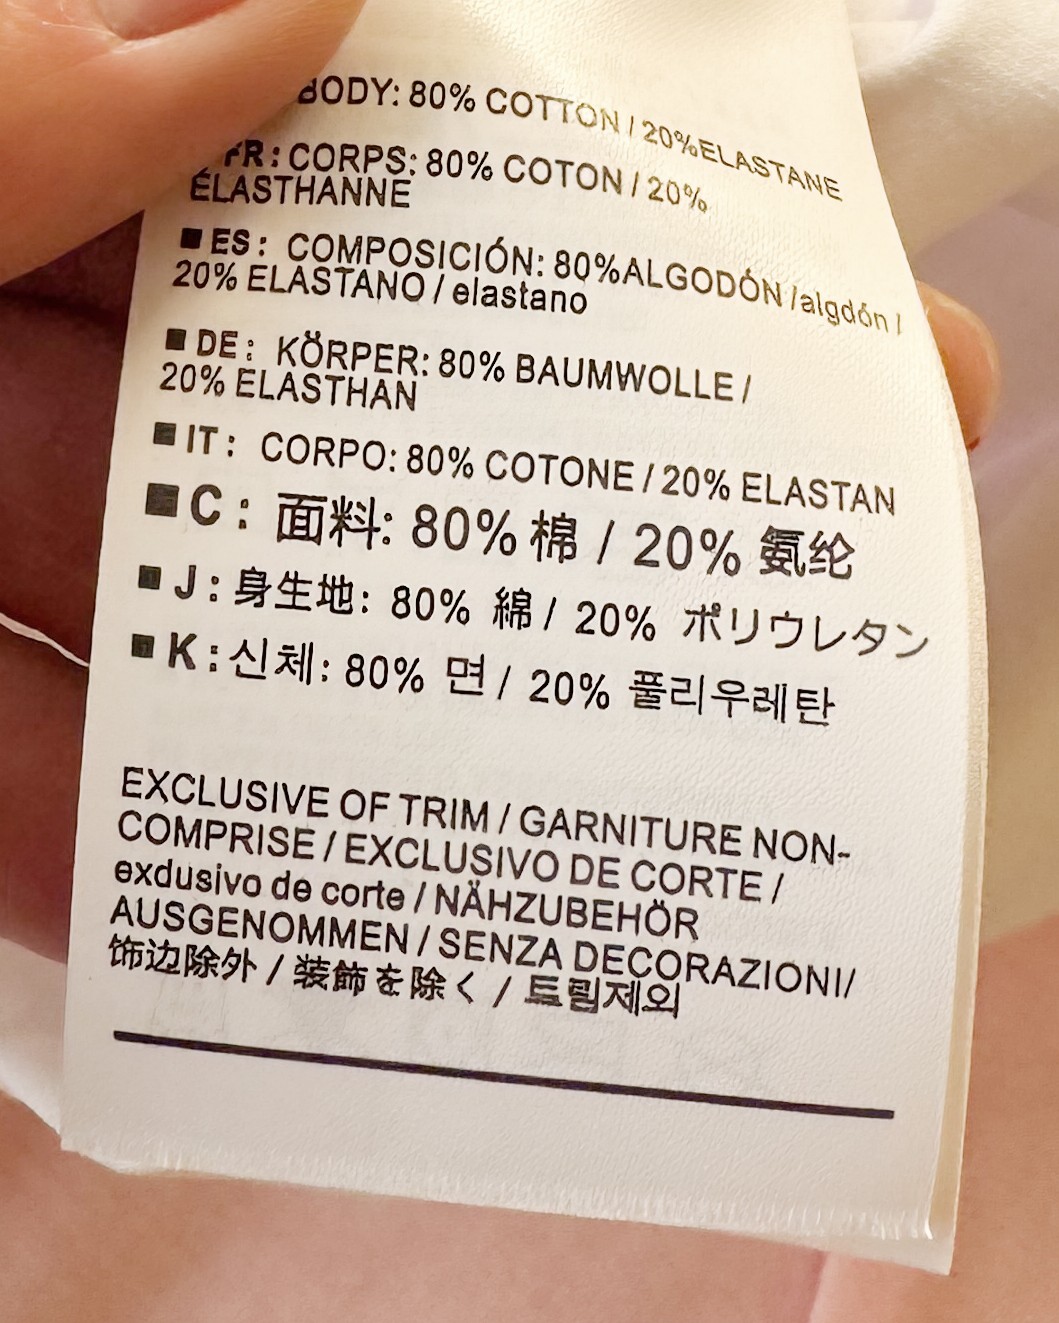 BODY: 80% COTTON / 20%ELASTANE
FR: CORPS: 80% COTON / 20%
ÉLASTHANNE
■ ES: COMPOSICIÓN: 80%ALGODÓN /algdón /
20% ELASTANO / elastano
■ DE: KÖRPER: 80% BAUMWOLLE /
20% ELASTHAN
■ IT: CORPO: 80% COTONE / 20% ELASTAN
■ C: 面料: 80% 棉 / 20% 氨纶
■ J: 身生地: 80% 綿 / 20% ポリウレタン
■ K: 신체: 80% 면 / 20% 폴리우레탄
EXCLUSIVE OF TRIM / GARNITURE NON-
COMPRISE / EXCLUSIVO DE CORTE /
exdusivo de corte / NÄHZUBEHÖR
AUSGENOMMEN / SENZA DECORAZIONI/
饰边除外 / 装飾を除く / 트림제외